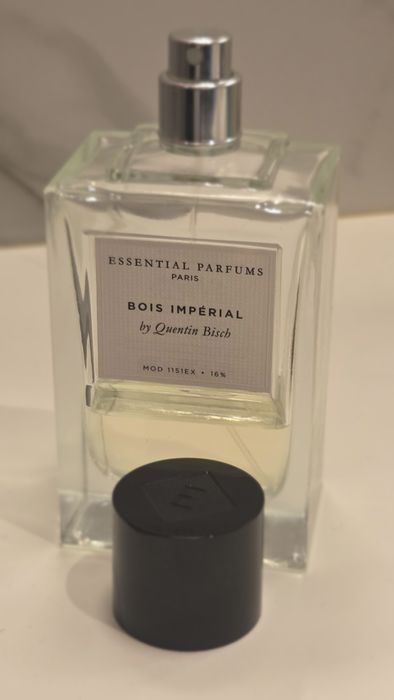 ESSENTIAL PARFUMS
PARIS
BOIS IMPÉRIAL
by Quentin Bisch
MOD 1151EX • 16%